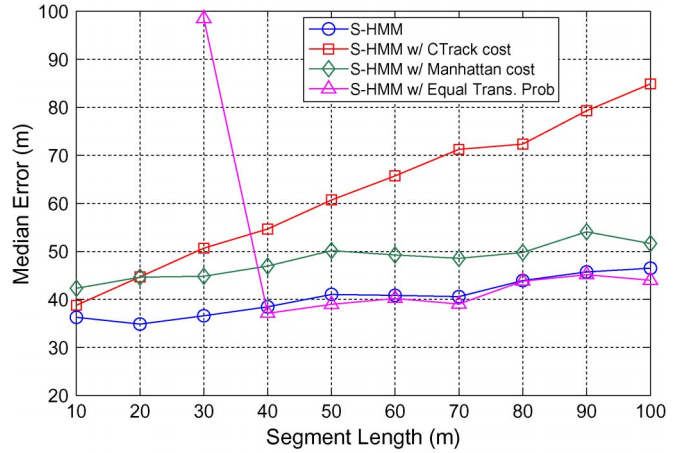 100
90
80
70
60
50
40
30
20
Median Error (m)
S-HMM
S-HMM w/ CTrack cost
S-HMM w/ Manhattan cost
S-HMM w/ Equal Trans. Prob
10 20 30 40 50 60 70 80 90 100
Segment Length (m)